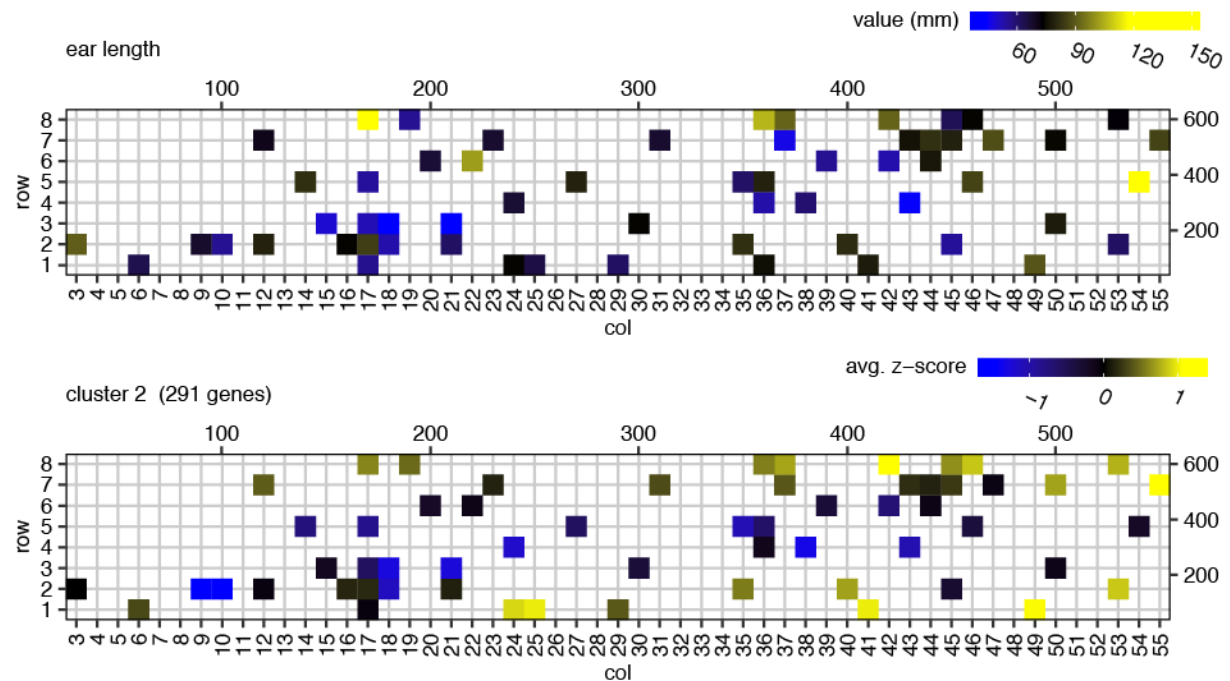 value (mm)
60 90 120 150
ear length
100 200 300 400 500
8 600
7
6
5 400
4
3
2 200
1
row
3 4 5 6 7 8 9 10 11 12 13 14 15 16 17 18 19 20 21 22 23 24 25 26 27 28 29 30 31 32 33 34 35 36 37 38 39 40 41 42 43 44 45 46 47 48 49 50 51 52 53 54 55
col
avg. z−score
−1 0 1
cluster 2 (291 genes)
100 200 300 400 500
8 600
7
6
5 400
4
3
2 200
1
row
3 4 5 6 7 8 9 10 11 12 13 14 15 16 17 18 19 20 21 22 23 24 25 26 27 28 29 30 31 32 33 34 35 36 37 38 39 40 41 42 43 44 45 46 47 48 49 50 51 52 53 54 55
col